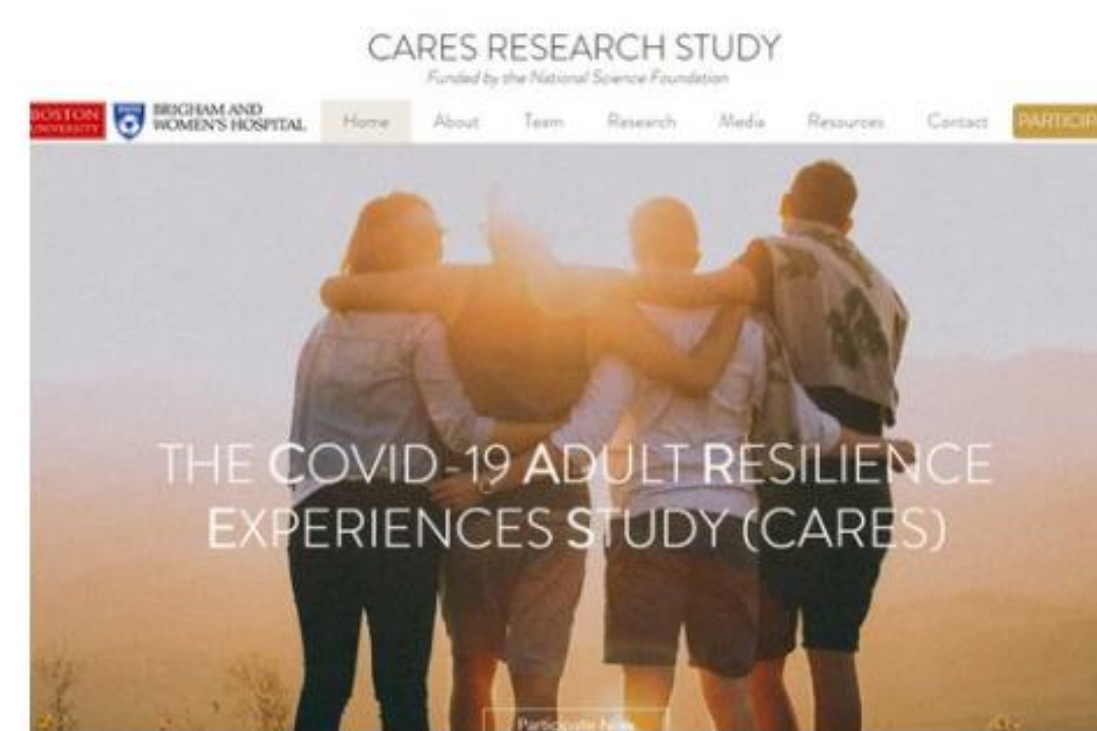 CARES RESEARCH STUDY
Funded by the National Science Foundation
BOSTON
UNIVERSITY
BRIGHAM AND
WOMEN'S HOSPITAL
Home About Team Research Media Resources Contact PARTICIP
THE COVID-19 ADULT RESILIENCE
EXPERIENCES STUDY (CARES)
Participate Now